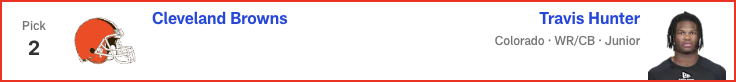 Pick
2
Cleveland Browns
Travis Hunter
Colorado · WR/CB · Junior